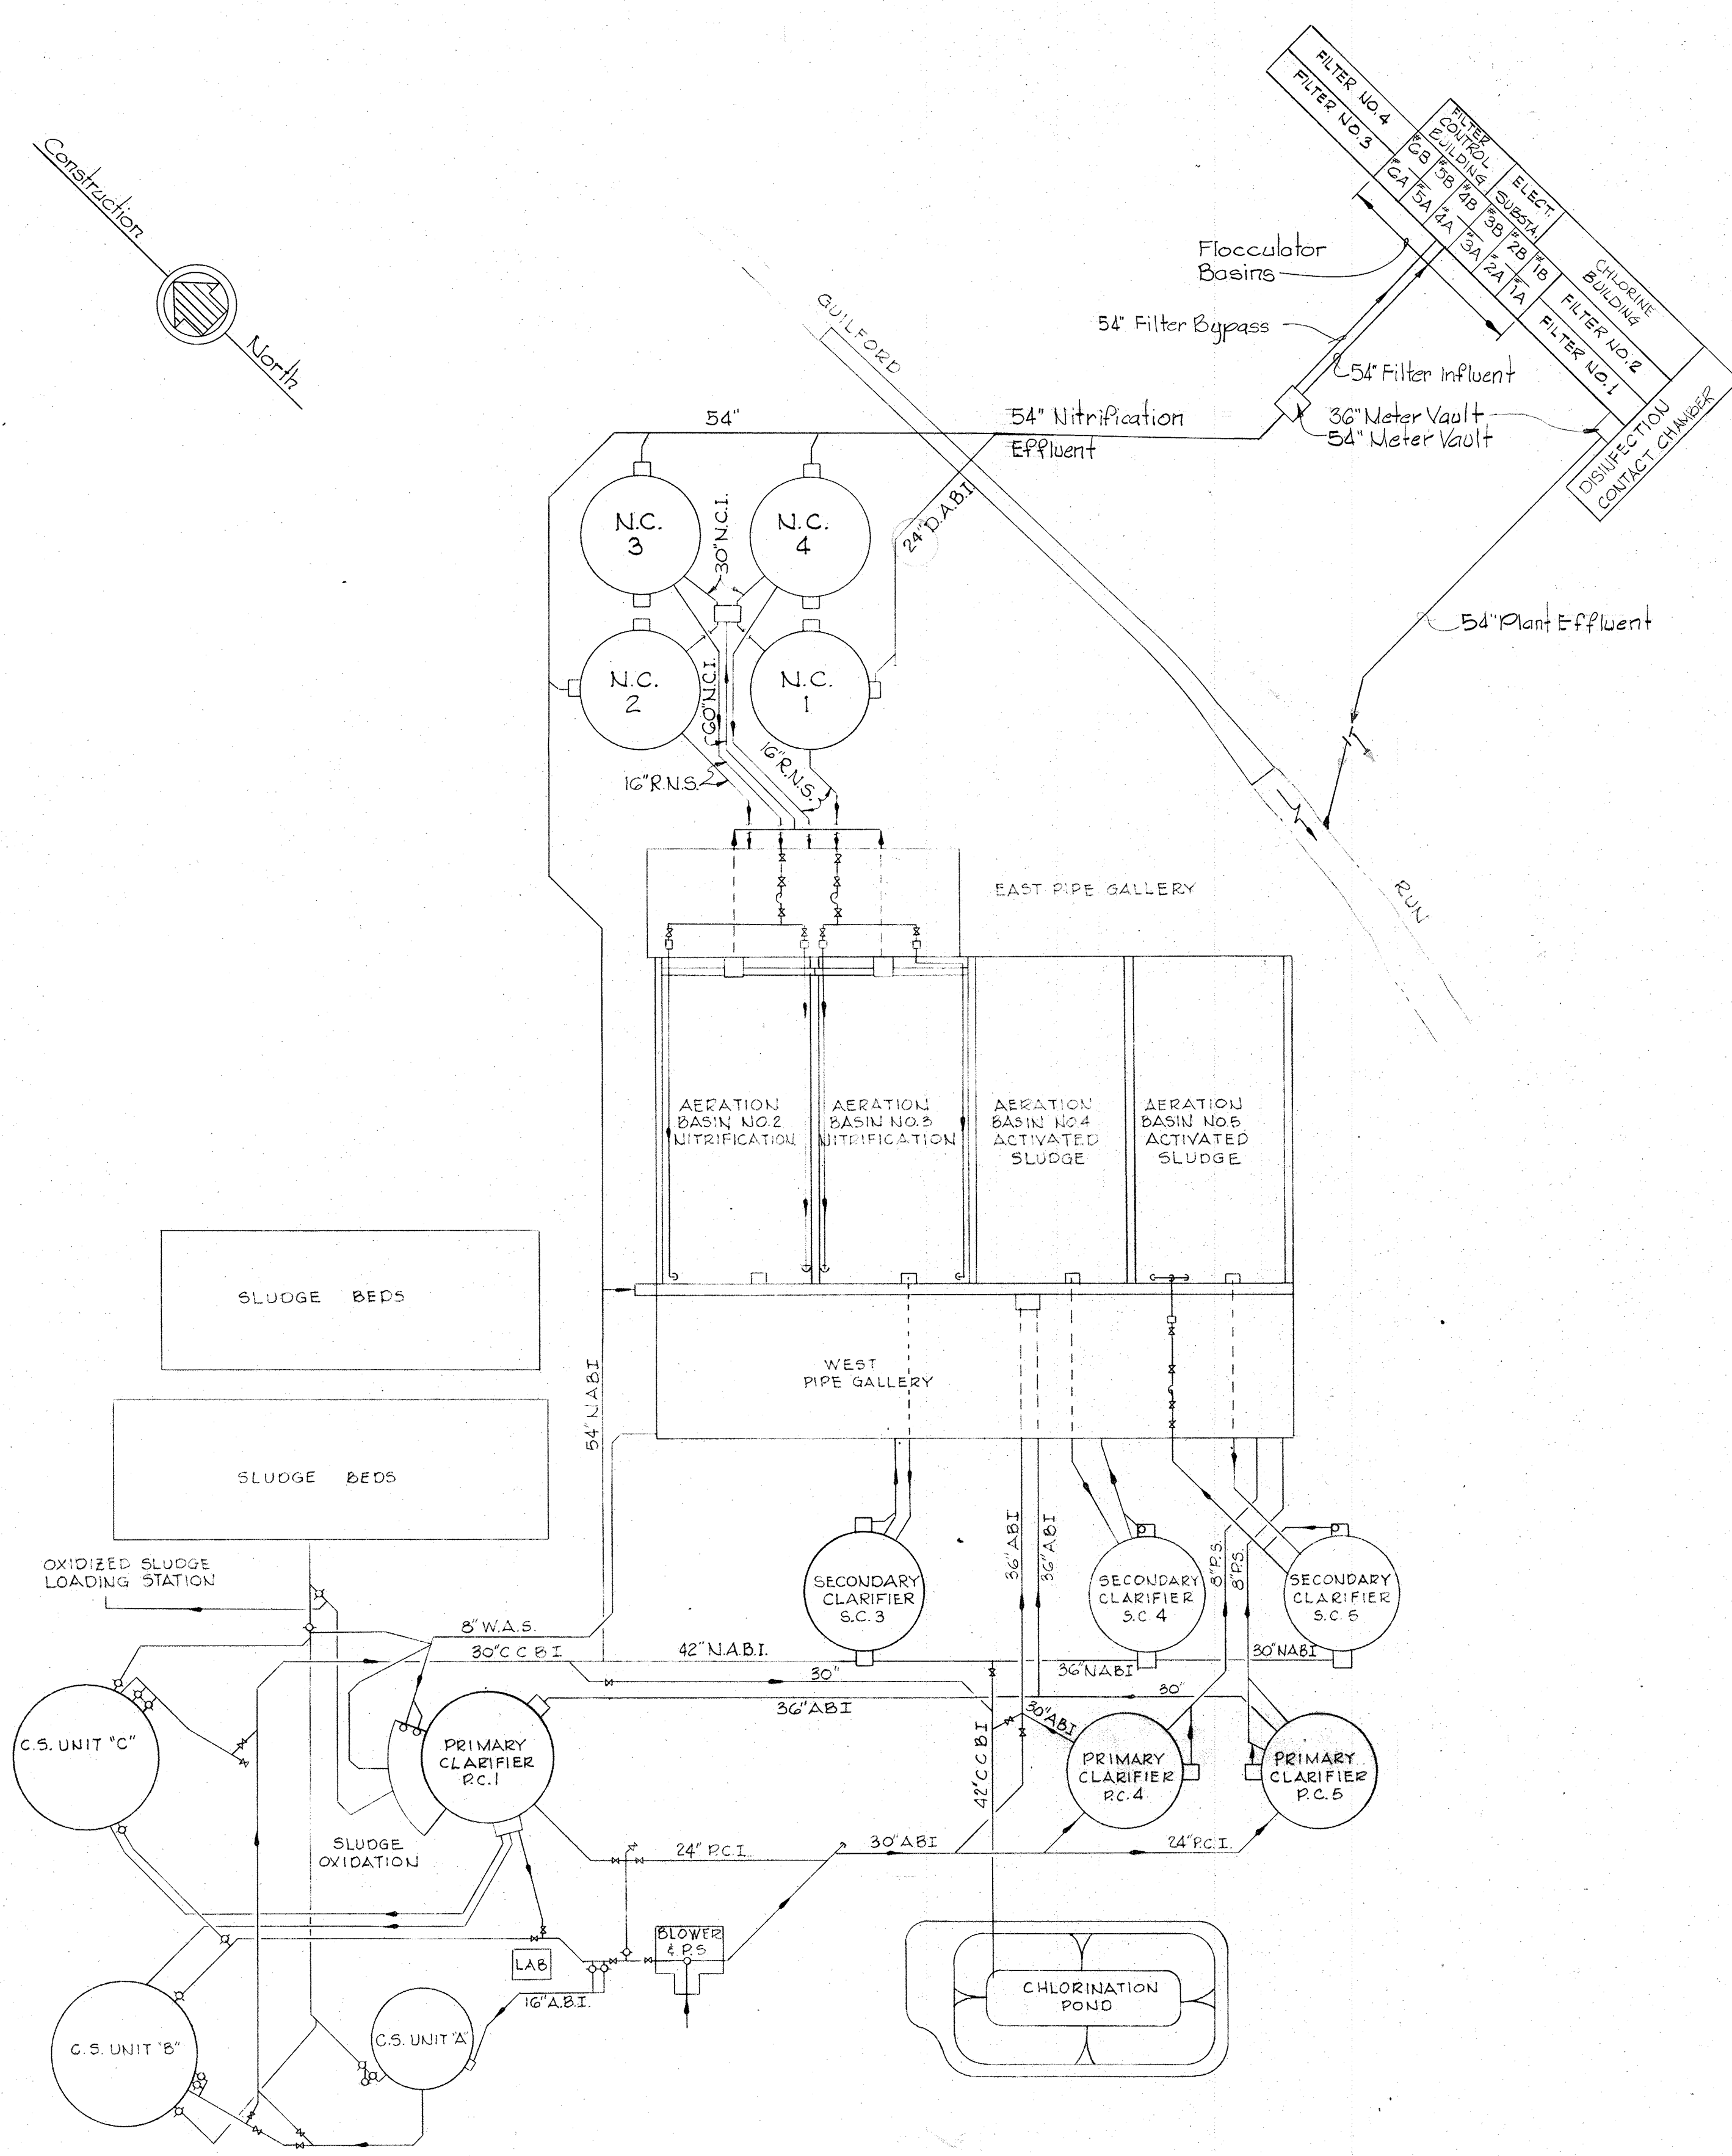 FILTER NO.4
FILTER NO.3
FILTER
CONTROL
BUILDING
ELECT.
SUBSTA.
#6B
#5B
#4B
#3B
#2B
#1B
#6A
#5A
#4A
#3A
#2A
#1A
CHLORINE
BUILDING
FILTER NO.2
FILTER NO.1
DISINFECTION
CONTACT CHAMBER
Construction
North
Flocculator
Basins
54" Filter Bypass
54" Filter Influent
36" Meter Vault
54" Meter Vault
GUILFORD
54"
54" Nitrification
Effluent
N.C.
3
30" N.C.I.
N.C.
4
24" D.A.B.I.
54" Plant Effluent
N.C.
2
60" N.C.I.
N.C.
1
16" R.N.S.
16" R.N.S.
EAST PIPE GALLERY
RUN
AERATION
BASIN NO.2
NITRIFICATION
AERATION
BASIN NO.3
NITRIFICATION
AERATION
BASIN NO.4
ACTIVATED
SLUDGE
AERATION
BASIN NO.5
ACTIVATED
SLUDGE
SLUDGE BEDS
WEST
PIPE GALLERY
54" NABI
SLUDGE BEDS
OXIDIZED SLUDGE
LOADING STATION
SECONDARY
CLARIFIER
S.C. 3
36" ABI
36" ABI
SECONDARY
CLARIFIER
S.C. 4
8" P.S.
8" P.S.
SECONDARY
CLARIFIER
S.C. 5
8" W.A.S.
30" C C B I
42" N.A.B.I.
30"
36" NABI
30" NABI
36" ABI
30"
30" ABI
C.S. UNIT "C"
PRIMARY
CLARIFIER
P.C. 1
42" C C B I
PRIMARY
CLARIFIER
P.C. 4
PRIMARY
CLARIFIER
P.C. 5
SLUDGE
OXIDATION
24" P.C.I.
30" ABI
24" P.C.I.
BLOWER
& P.S
LAB
16" A.B.I.
CHLORINATION
POND
C.S. UNIT "B"
C.S. UNIT "A"